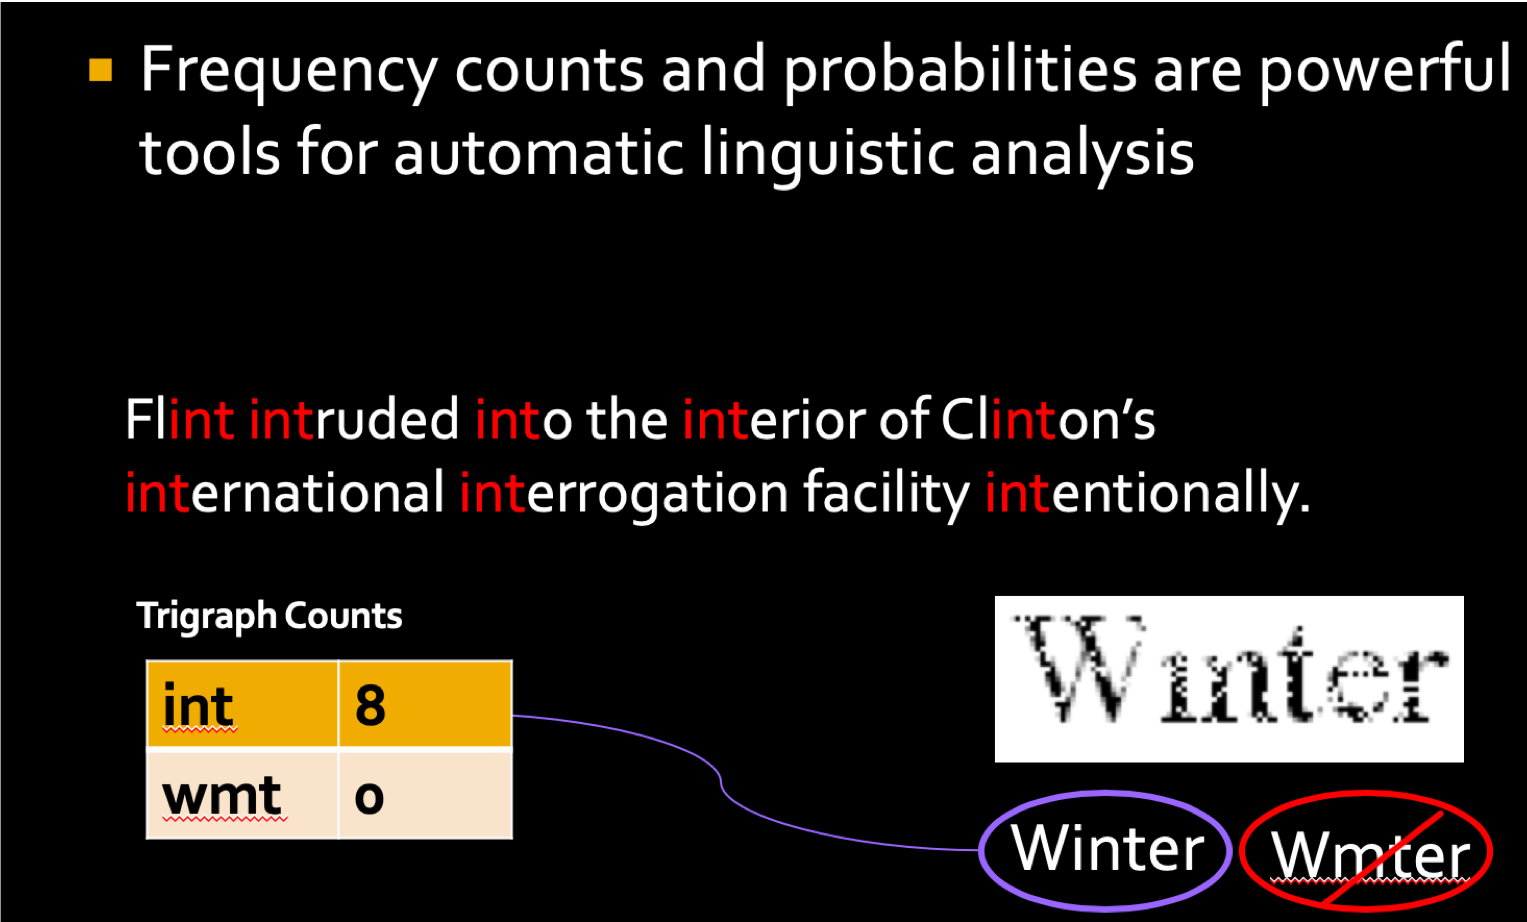 Frequency counts and probabilities are powerful
tools for automatic linguistic analysis
Flint intruded into the interior of Clinton’s
international interrogation facility intentionally.
Trigraph Counts
int 8
wmt 0
Winter
Winter
Wmter